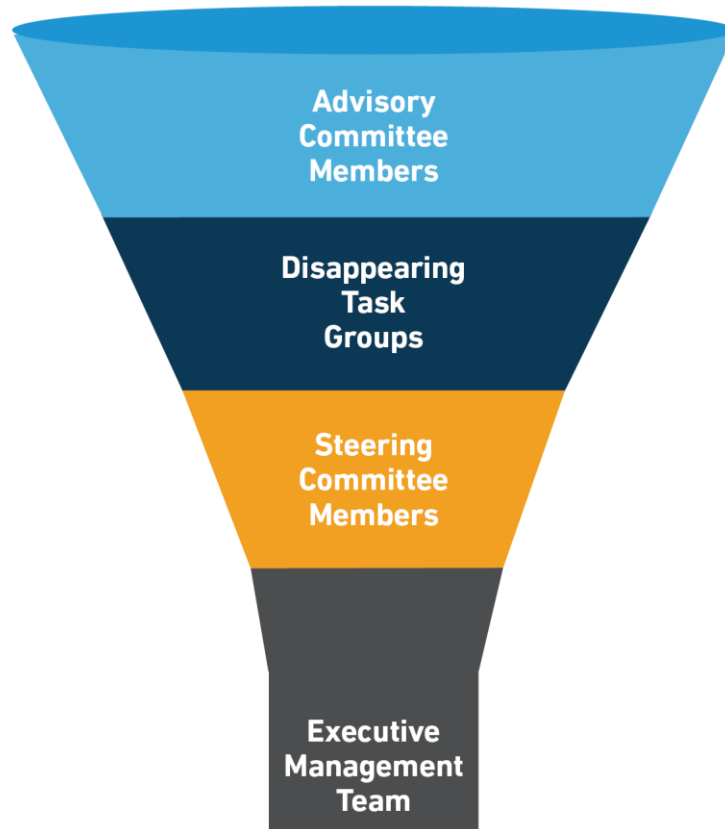 Advisory
Committee
Members
Disappearing
Task
Groups
Steering
Committee
Members
Executive
Management
Team